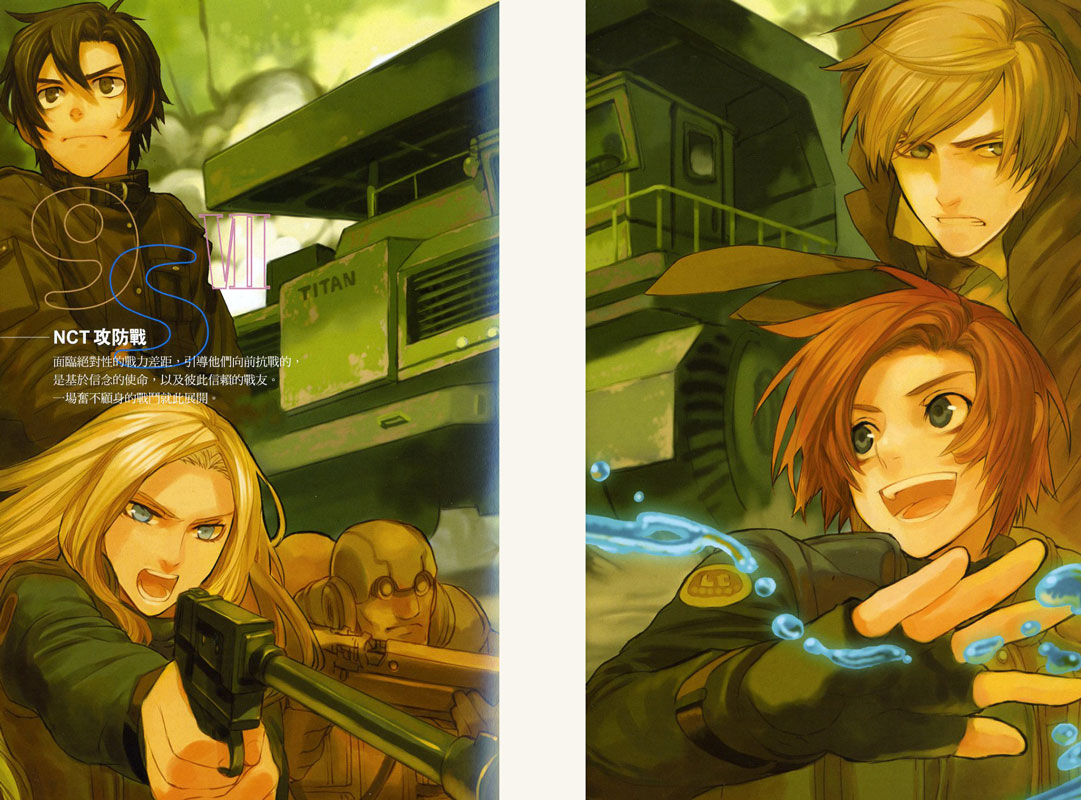 9S
VII
TITAN
NCT 攻防戰
面臨絕對性的戰力差距，引導他們向前抗戰的，
是基於信念的使命，以及彼此信賴的戰友。
一場奮不顧身的戰鬥就此展開。
LC